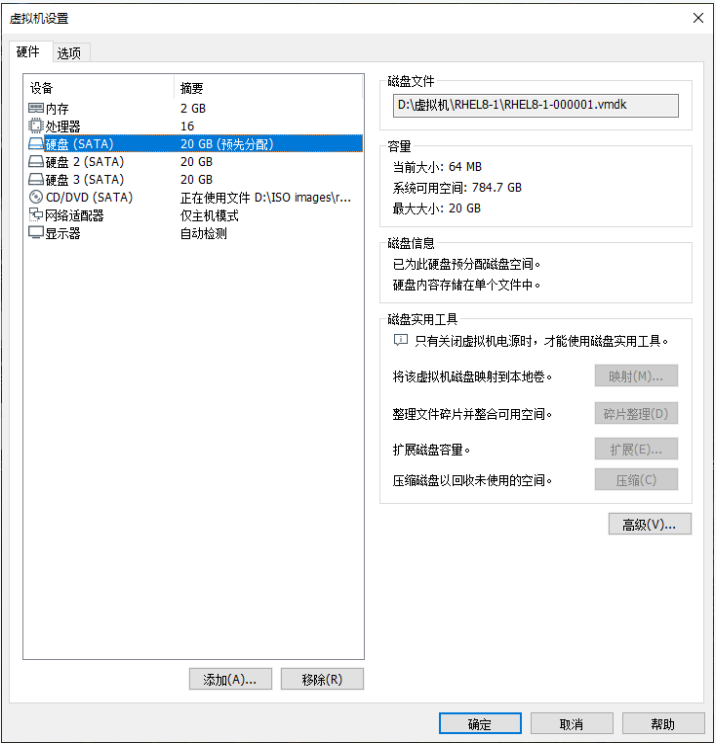 虚拟机设置
硬件 选项
设备 摘要
内存 2 GB
处理器 16
硬盘 (SATA) 20 GB (预先分配)
硬盘 2 (SATA) 20 GB
硬盘 3 (SATA) 20 GB
CD/DVD (SATA) 正在使用文件 D:\ISO images\r...
网络适配器 仅主机模式
显示器 自动检测
添加(A)... 移除(R)
磁盘文件
D:\虚拟机\RHEL8-1\RHEL8-1-000001.vmdk
容量
当前大小: 64 MB
系统可用空间: 784.7 GB
最大大小: 20 GB
磁盘信息
已为此硬盘预分配磁盘空间。
硬盘内容存储在单个文件中。
磁盘实用工具
只有关闭虚拟机电源时，才能使用磁盘实用工具。
将该虚拟机磁盘映射到本地卷。 映射(M)...
整理文件碎片并整合可用空间。 碎片整理(D)
扩展磁盘容量。 扩展(E)...
压缩磁盘以回收未使用的空间。 压缩(C)
高级(V)...
确定 取消 帮助